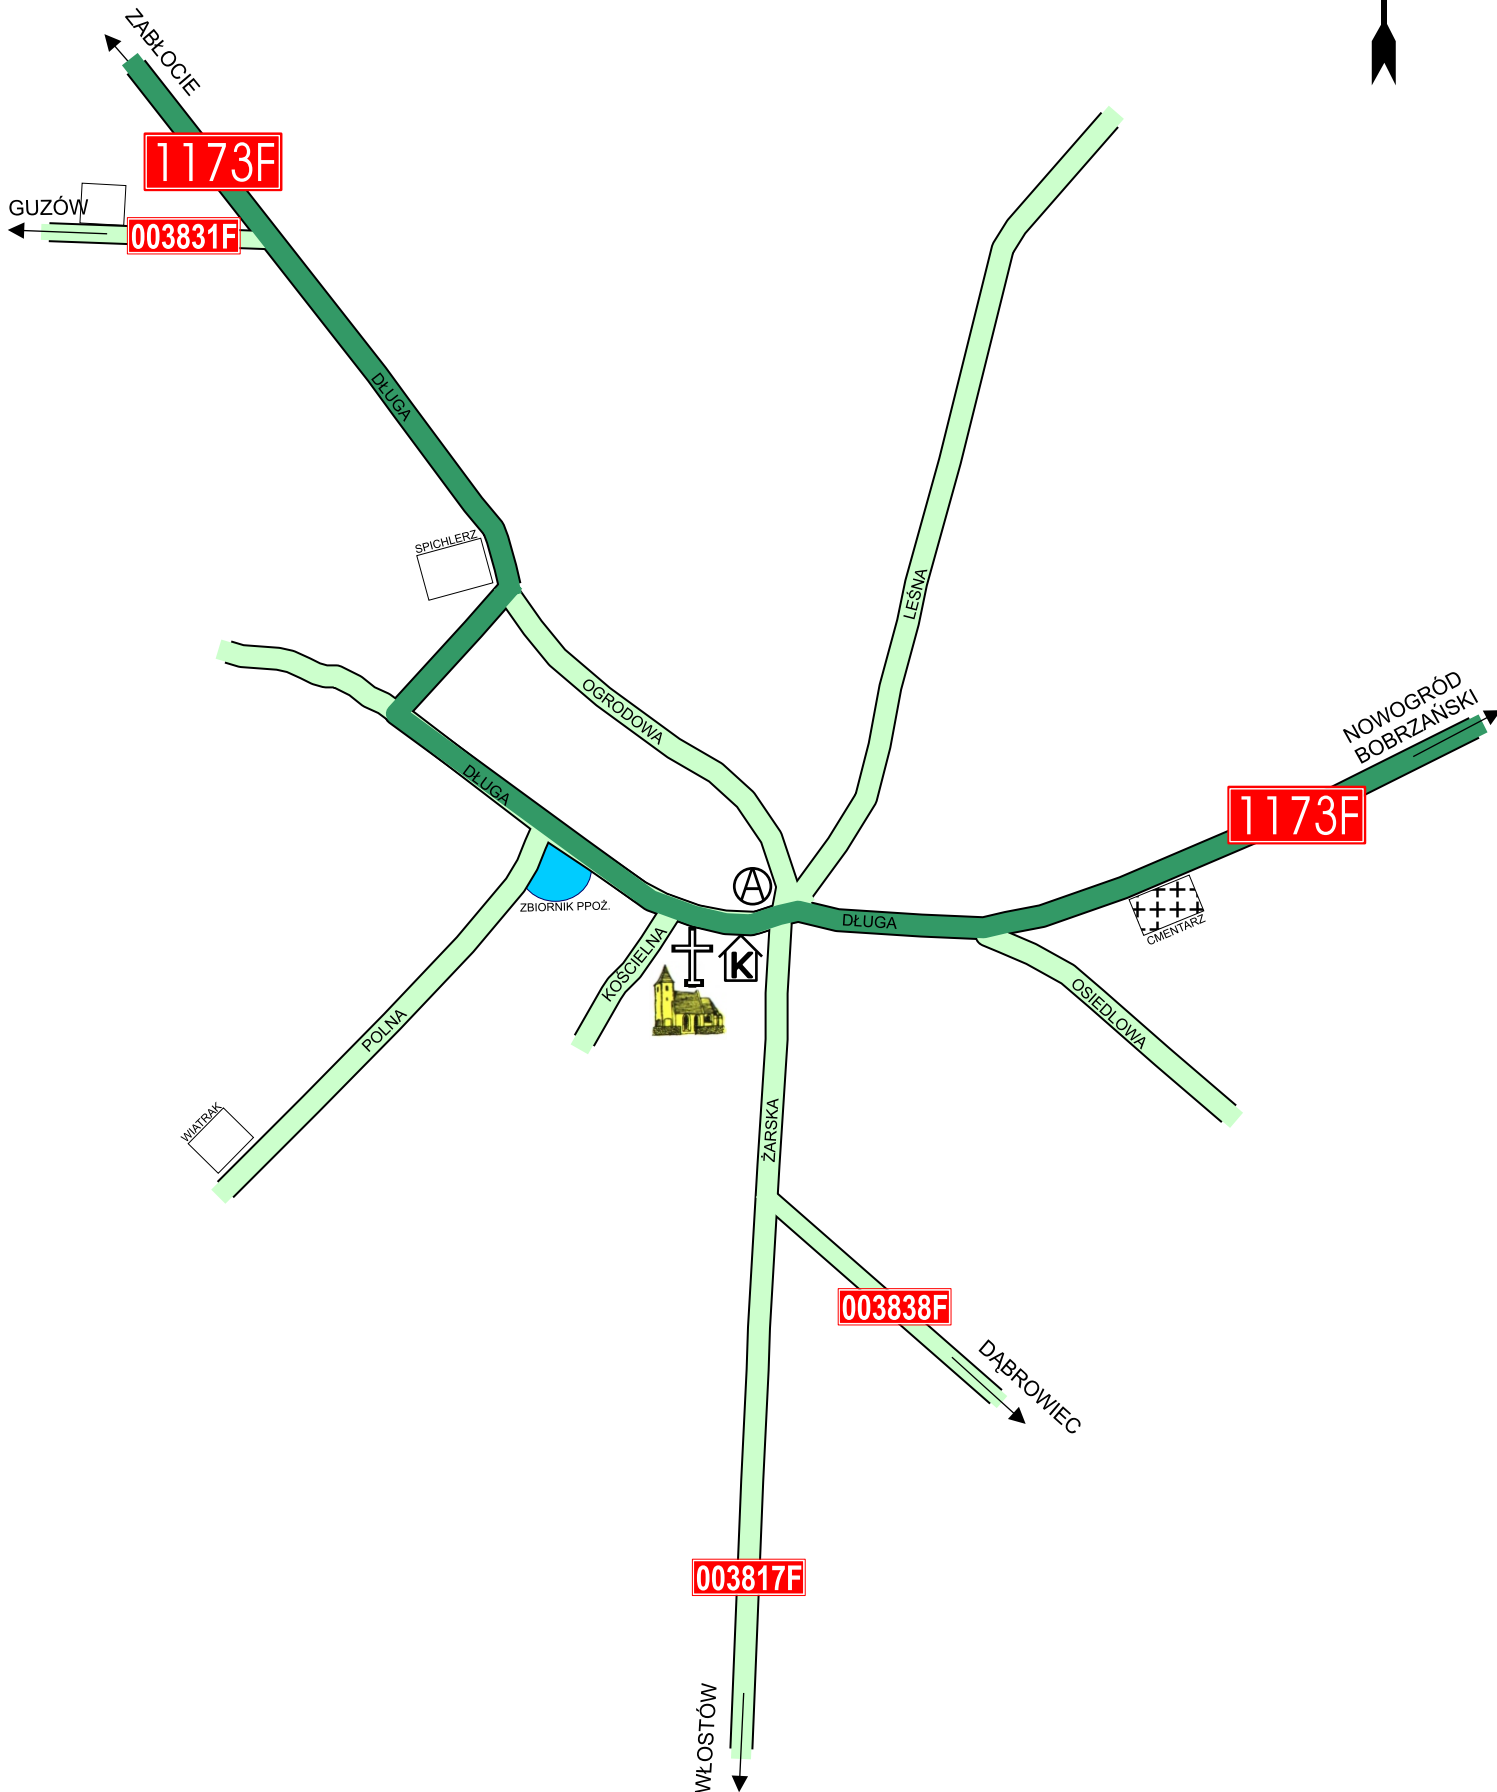 ZABŁOCIE
1173F
GUZÓW
003831F
DŁUGA
SPICHLERZ
LEŚNA
OGRODOWA
NOWOGRÓD
BOBRZAŃSKI
DŁUGA
1173F
A
DŁUGA
ZBIORNIK PPOŻ.
CMENTARZ
KOŚCIELNA
K
OSIEDLOWA
POLNA
WIATRAK
ŻARSKA
003838F
DĄBROWIEC
003817F
WŁOSTÓW